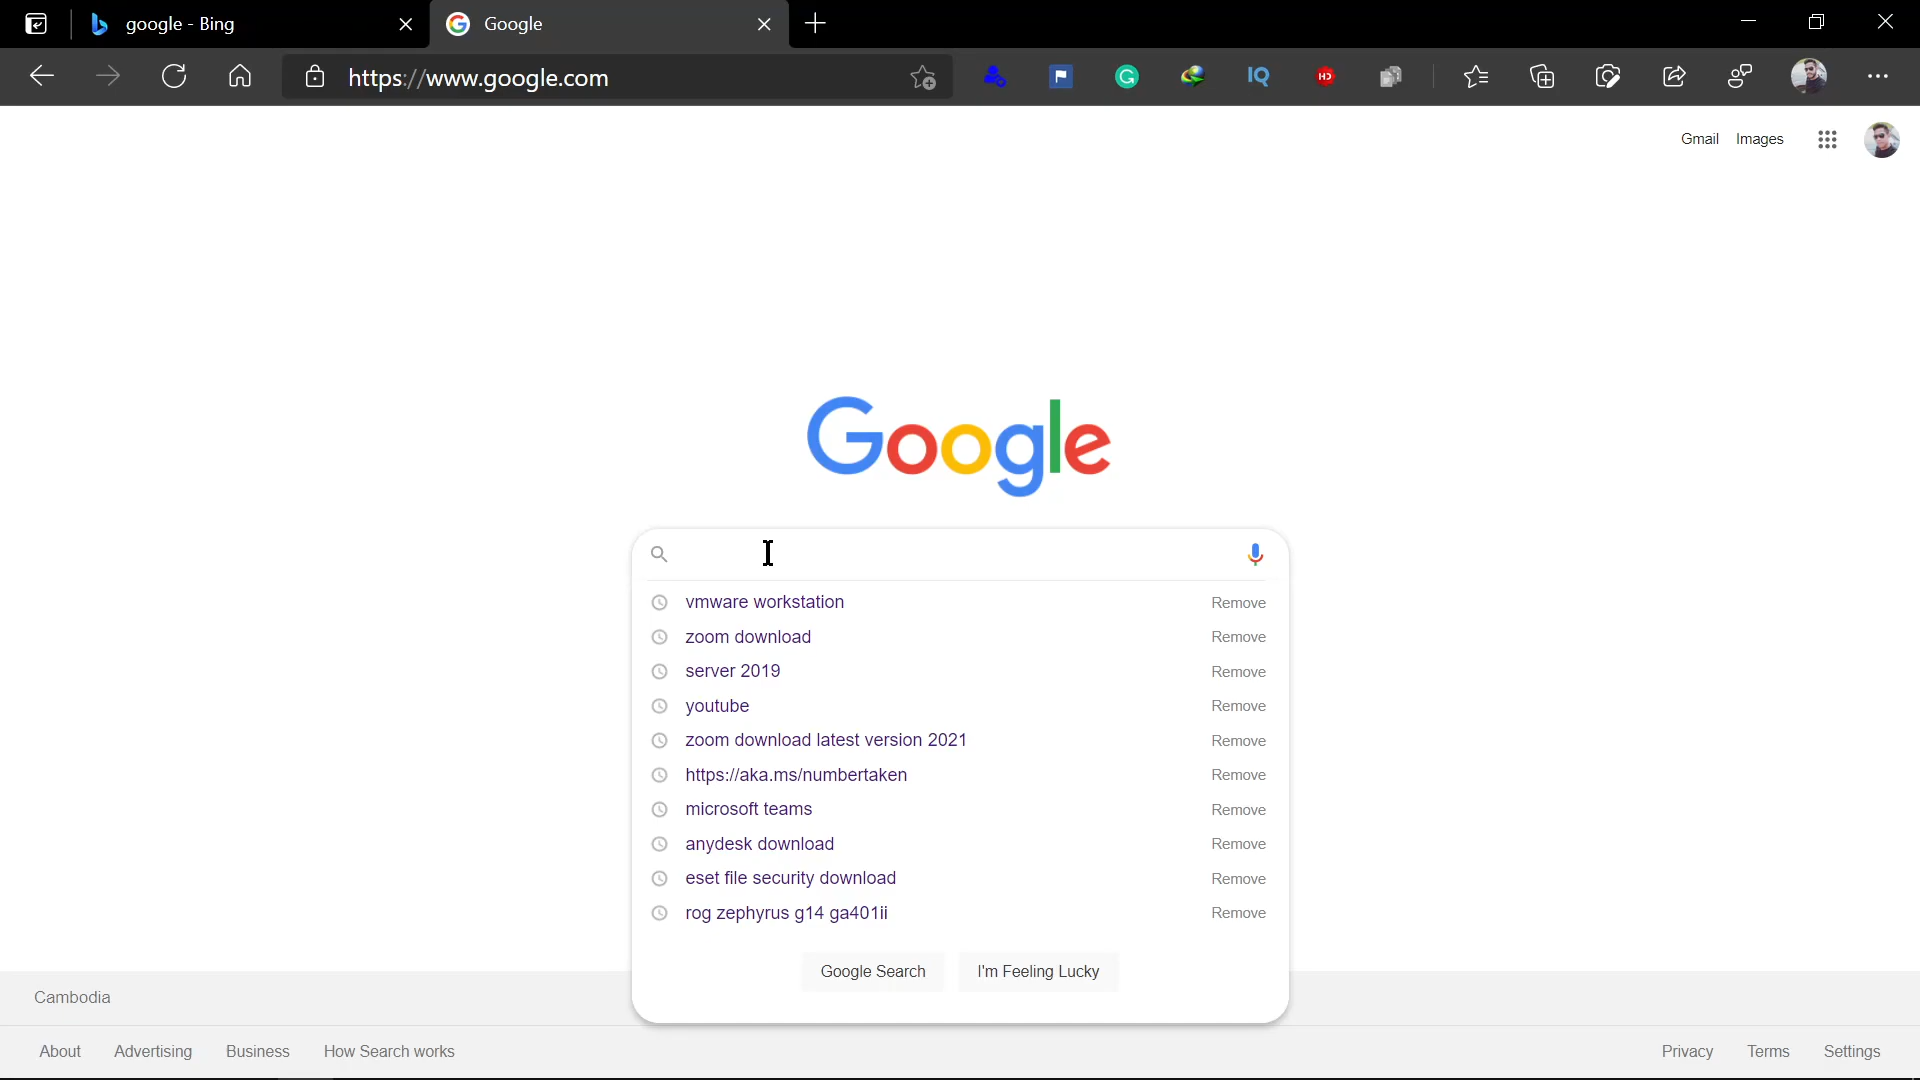 google - Bing
Google
https://www.google.com
Gmail Images
Google
vmware workstation Remove
zoom download Remove
server 2019 Remove
youtube Remove
zoom download latest version 2021 Remove
https://aka.ms/numbertaken Remove
microsoft teams Remove
anydesk download Remove
eset file security download Remove
rog zephyrus g14 ga401ii Remove
Google Search I'm Feeling Lucky
Cambodia
About Advertising Business How Search works Privacy Terms Settings